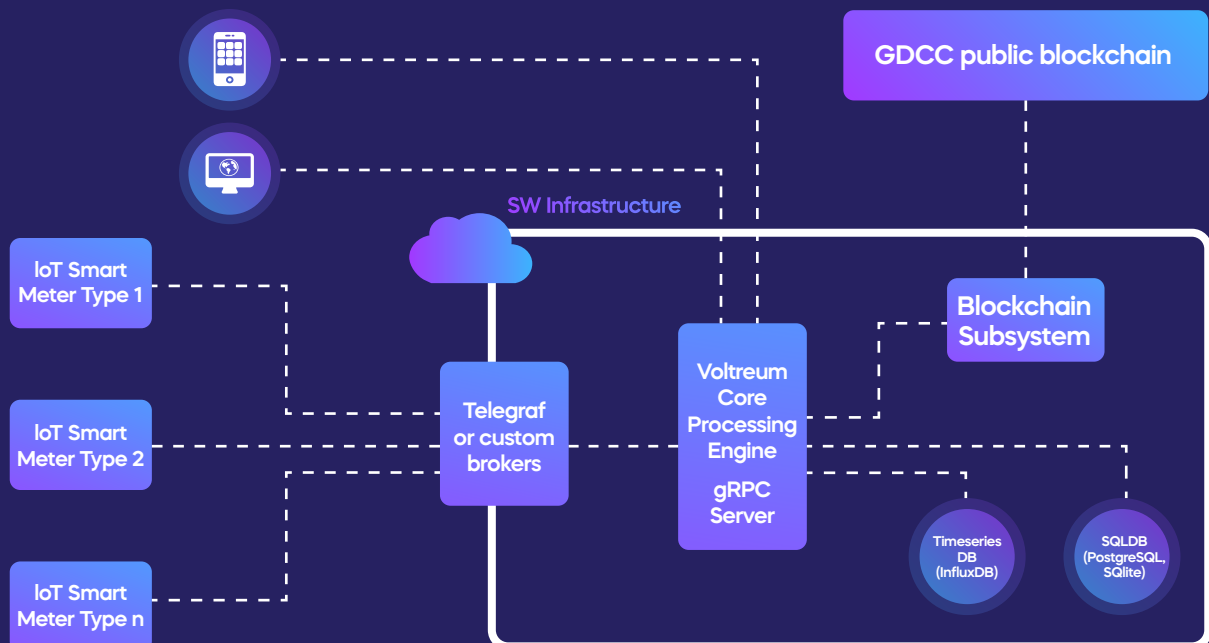 GDCC public blockchain
SW Infrastructure
IoT Smart
Meter Type 1
Blockchain
Subsystem
Voltreum
Core
Processing
Engine
gRPC
Server
Telegraf
or custom
brokers
IoT Smart
Meter Type 2
Timeseries
DB
(InfluxDB)
SQLDB
(PostgreSQL,
SQlite)
IoT Smart
Meter Type n